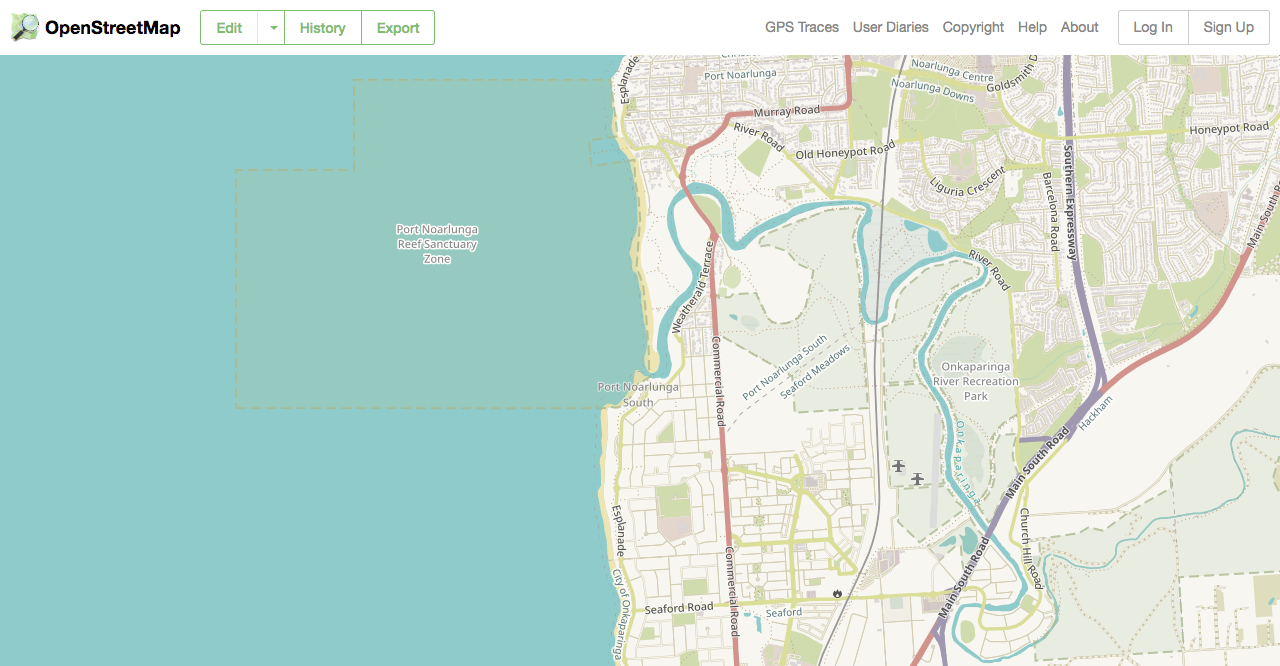 OpenStreetMap
Edit
History
Export
GPS Traces
User Diaries
Copyright
Help
About
Log In
Sign Up
Esplanade
Port Noarlunga
Noarlunga Centre
Noarlunga Downs
Goldsmith D
Murray Road
River Road
Old Honeypot Road
Honeypot Road
Liguria Crescent
Barcelona Road
Southern Expressway
Main South R
Port Noarlunga
Reef Sanctuary
Zone
Weatherald Terrace
River Road
Commercial Road
Port Noarlunga South
Seaford Meadows
Onkaparinga
River Recreation
Park
Port Noarlunga
South
Hackham
Onkaparinga
Main South Road
Esplanade
Church Hill Road
Commercial Road
Main South Road
City of Onkaparinga
Seaford Road
Seaford